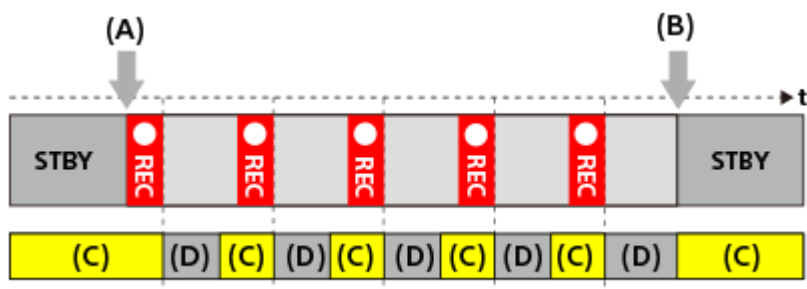 (A) (B)
t
STBY REC REC REC REC REC STBY
(C) (D) (C) (D) (C) (D) (C) (D) (C) (D) (C)